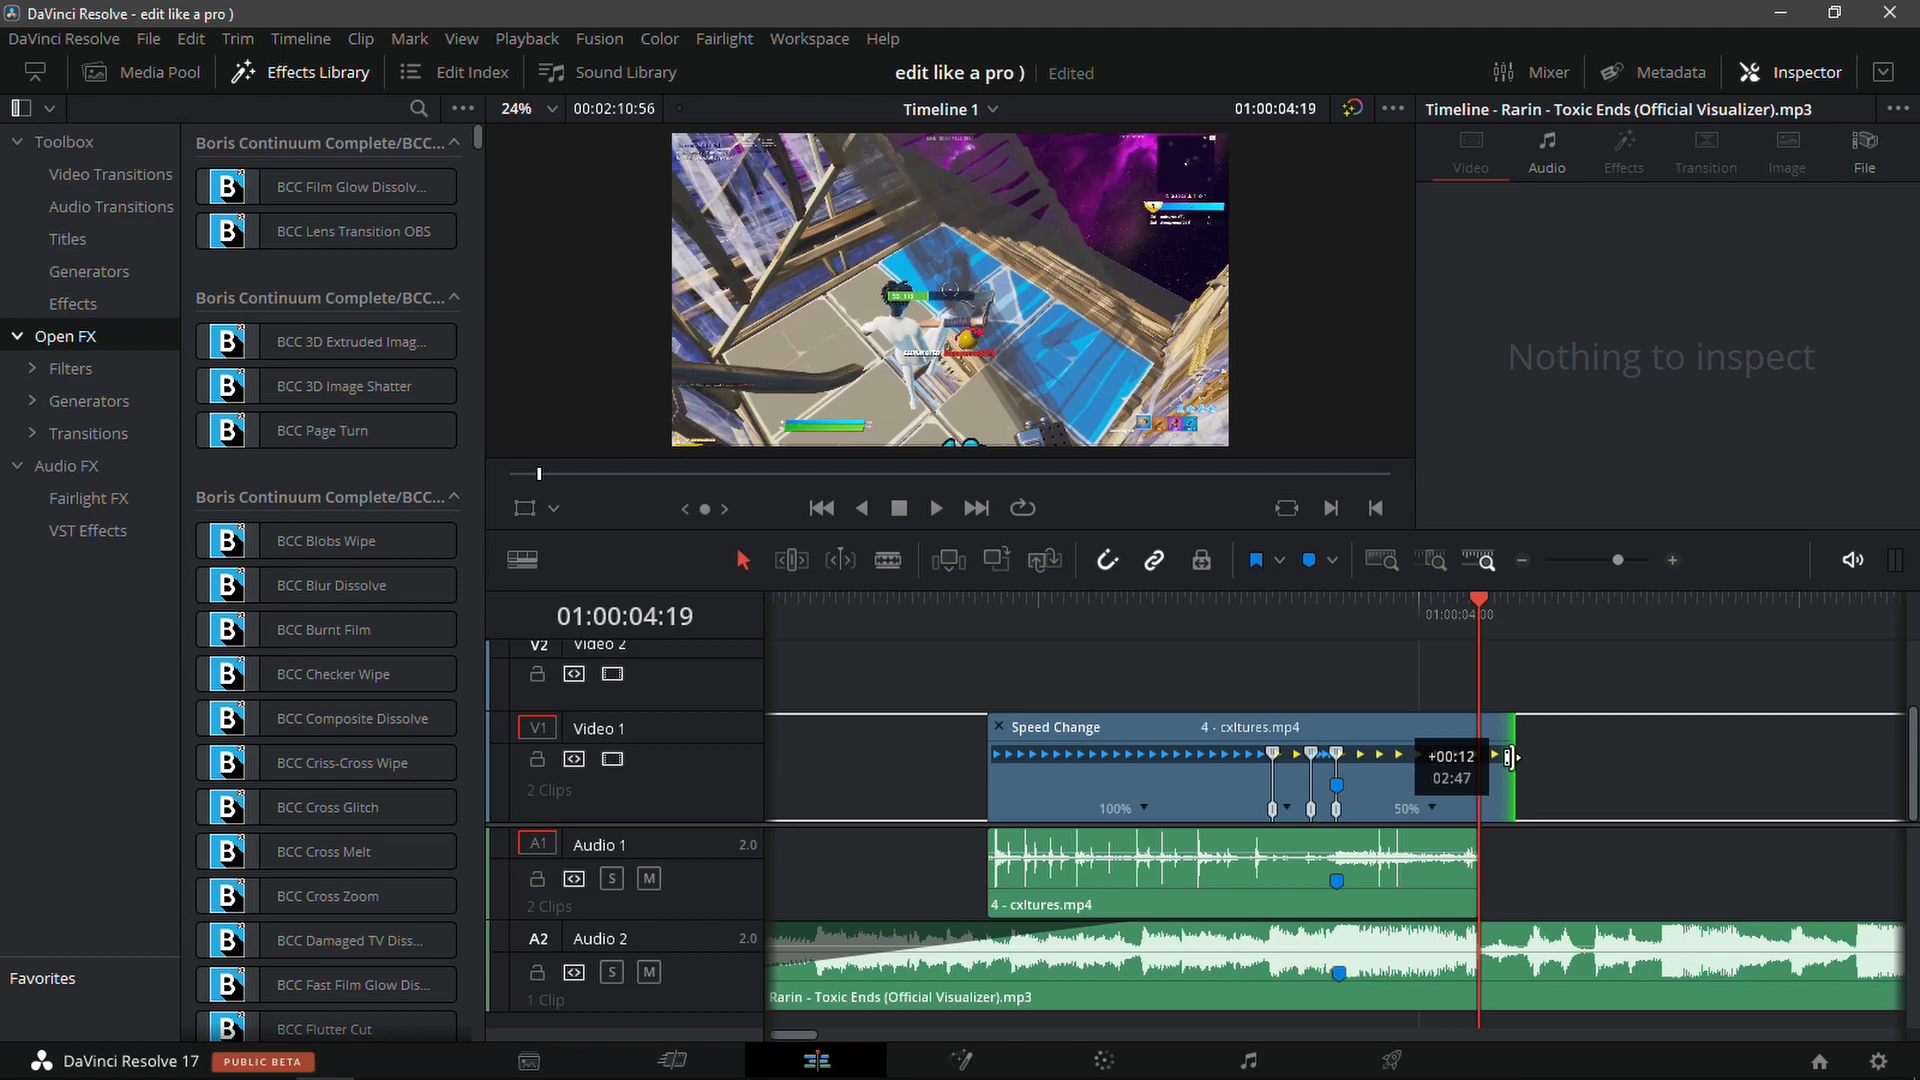 DaVinci Resolve - edit like a pro )
DaVinci Resolve File Edit Trim Timeline Clip Mark View Playback Fusion Color Fairlight Workspace Help
Media Pool Effects Library Edit Index Sound Library edit like a pro ) Edited Mixer Metadata Inspector
24% 00:02:10:56 Timeline 1 01:00:04:19 Timeline - Rarin - Toxic Ends (Official Visualizer).mp3
Video Audio Effects Transition Image File
Nothing to inspect
Toolbox
Video Transitions
Audio Transitions
Titles
Generators
Effects
Open FX
Filters
Generators
Transitions
Audio FX
Fairlight FX
VST Effects
Favorites
Boris Continuum Complete/BCC...
BCC Film Glow Dissolv...
BCC Lens Transition OBS
Boris Continuum Complete/BCC...
BCC 3D Extruded Imag...
BCC 3D Image Shatter
BCC Page Turn
Boris Continuum Complete/BCC...
BCC Blobs Wipe
BCC Blur Dissolve
BCC Burnt Film
BCC Checker Wipe
BCC Composite Dissolve
BCC Criss-Cross Wipe
BCC Cross Glitch
BCC Cross Melt
BCC Cross Zoom
BCC Damaged TV Diss...
BCC Fast Film Glow Dis...
BCC Flutter Cut
01:00:04:19
01:00:04:00
V2 Video 2
V1 Video 1
2 Clips
Speed Change 4 - cxltures.mp4
+00:12
02:47
100% 50%
A1 Audio 1 2.0
S M
2 Clips
4 - cxltures.mp4
A2 Audio 2 2.0
S M
1 Clip
Rarin - Toxic Ends (Official Visualizer).mp3
DaVinci Resolve 17 PUBLIC BETA